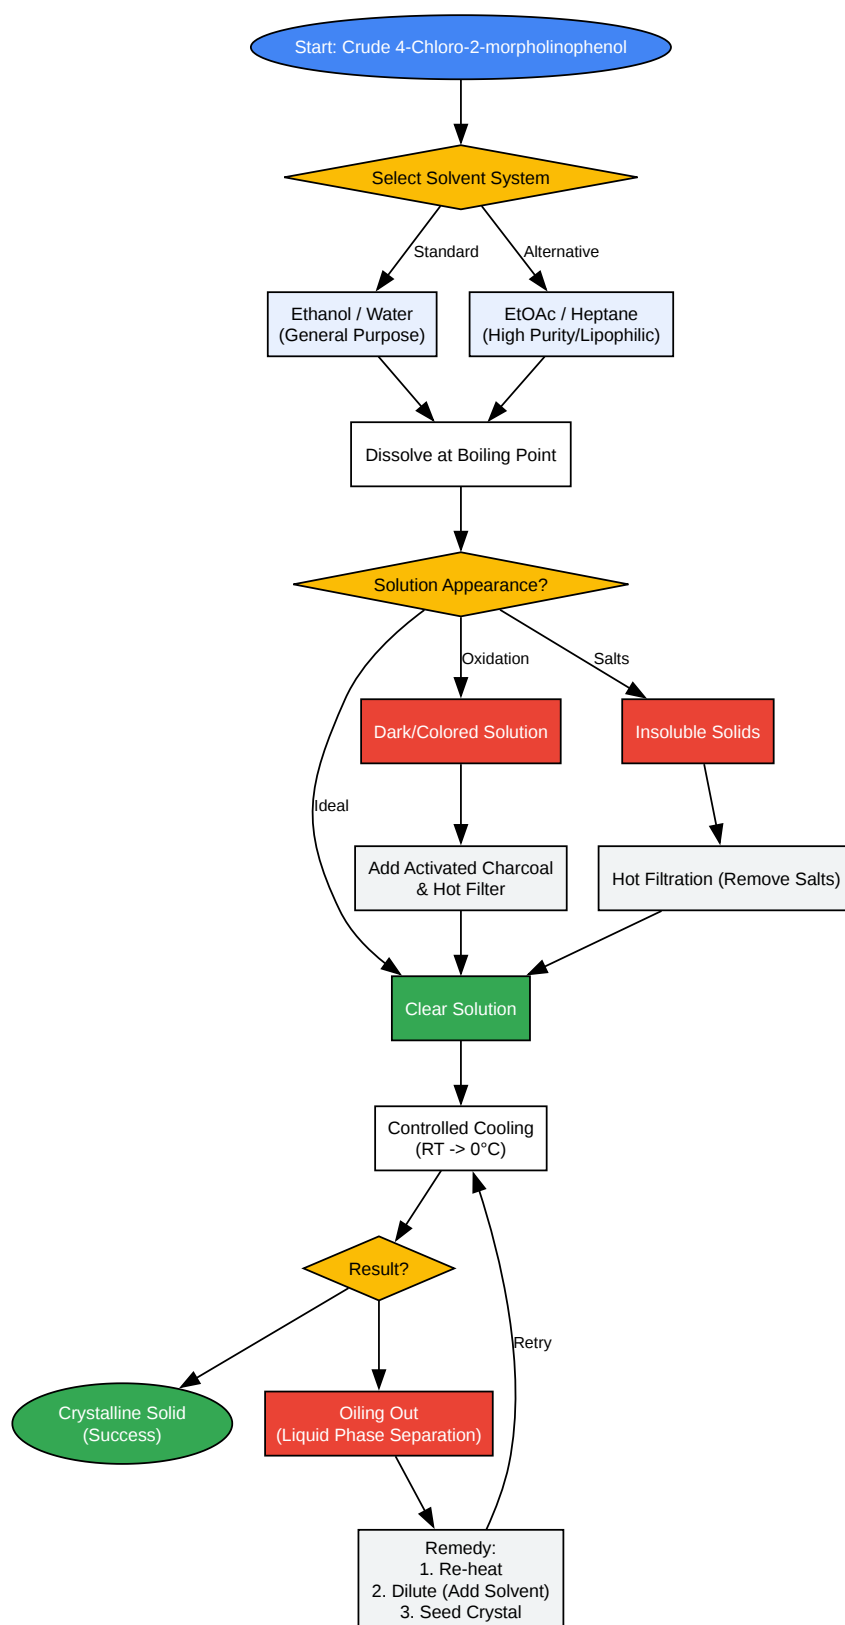 Start: Crude 4-Chloro-2-morpholinophenol
Select Solvent System
Standard
Alternative
Ethanol / Water
(General Purpose)
EtOAc / Heptane
(High Purity/Lipophilic)
Dissolve at Boiling Point
Solution Appearance?
Oxidation
Salts
Dark/Colored Solution
Insoluble Solids
Ideal
Add Activated Charcoal
& Hot Filter
Hot Filtration (Remove Salts)
Clear Solution
Controlled Cooling
(RT -> 0°C)
Result?
Retry
Crystalline Solid
(Success)
Oiling Out
(Liquid Phase Separation)
Remedy:
1. Re-heat
2. Dilute (Add Solvent)
3. Seed Crystal